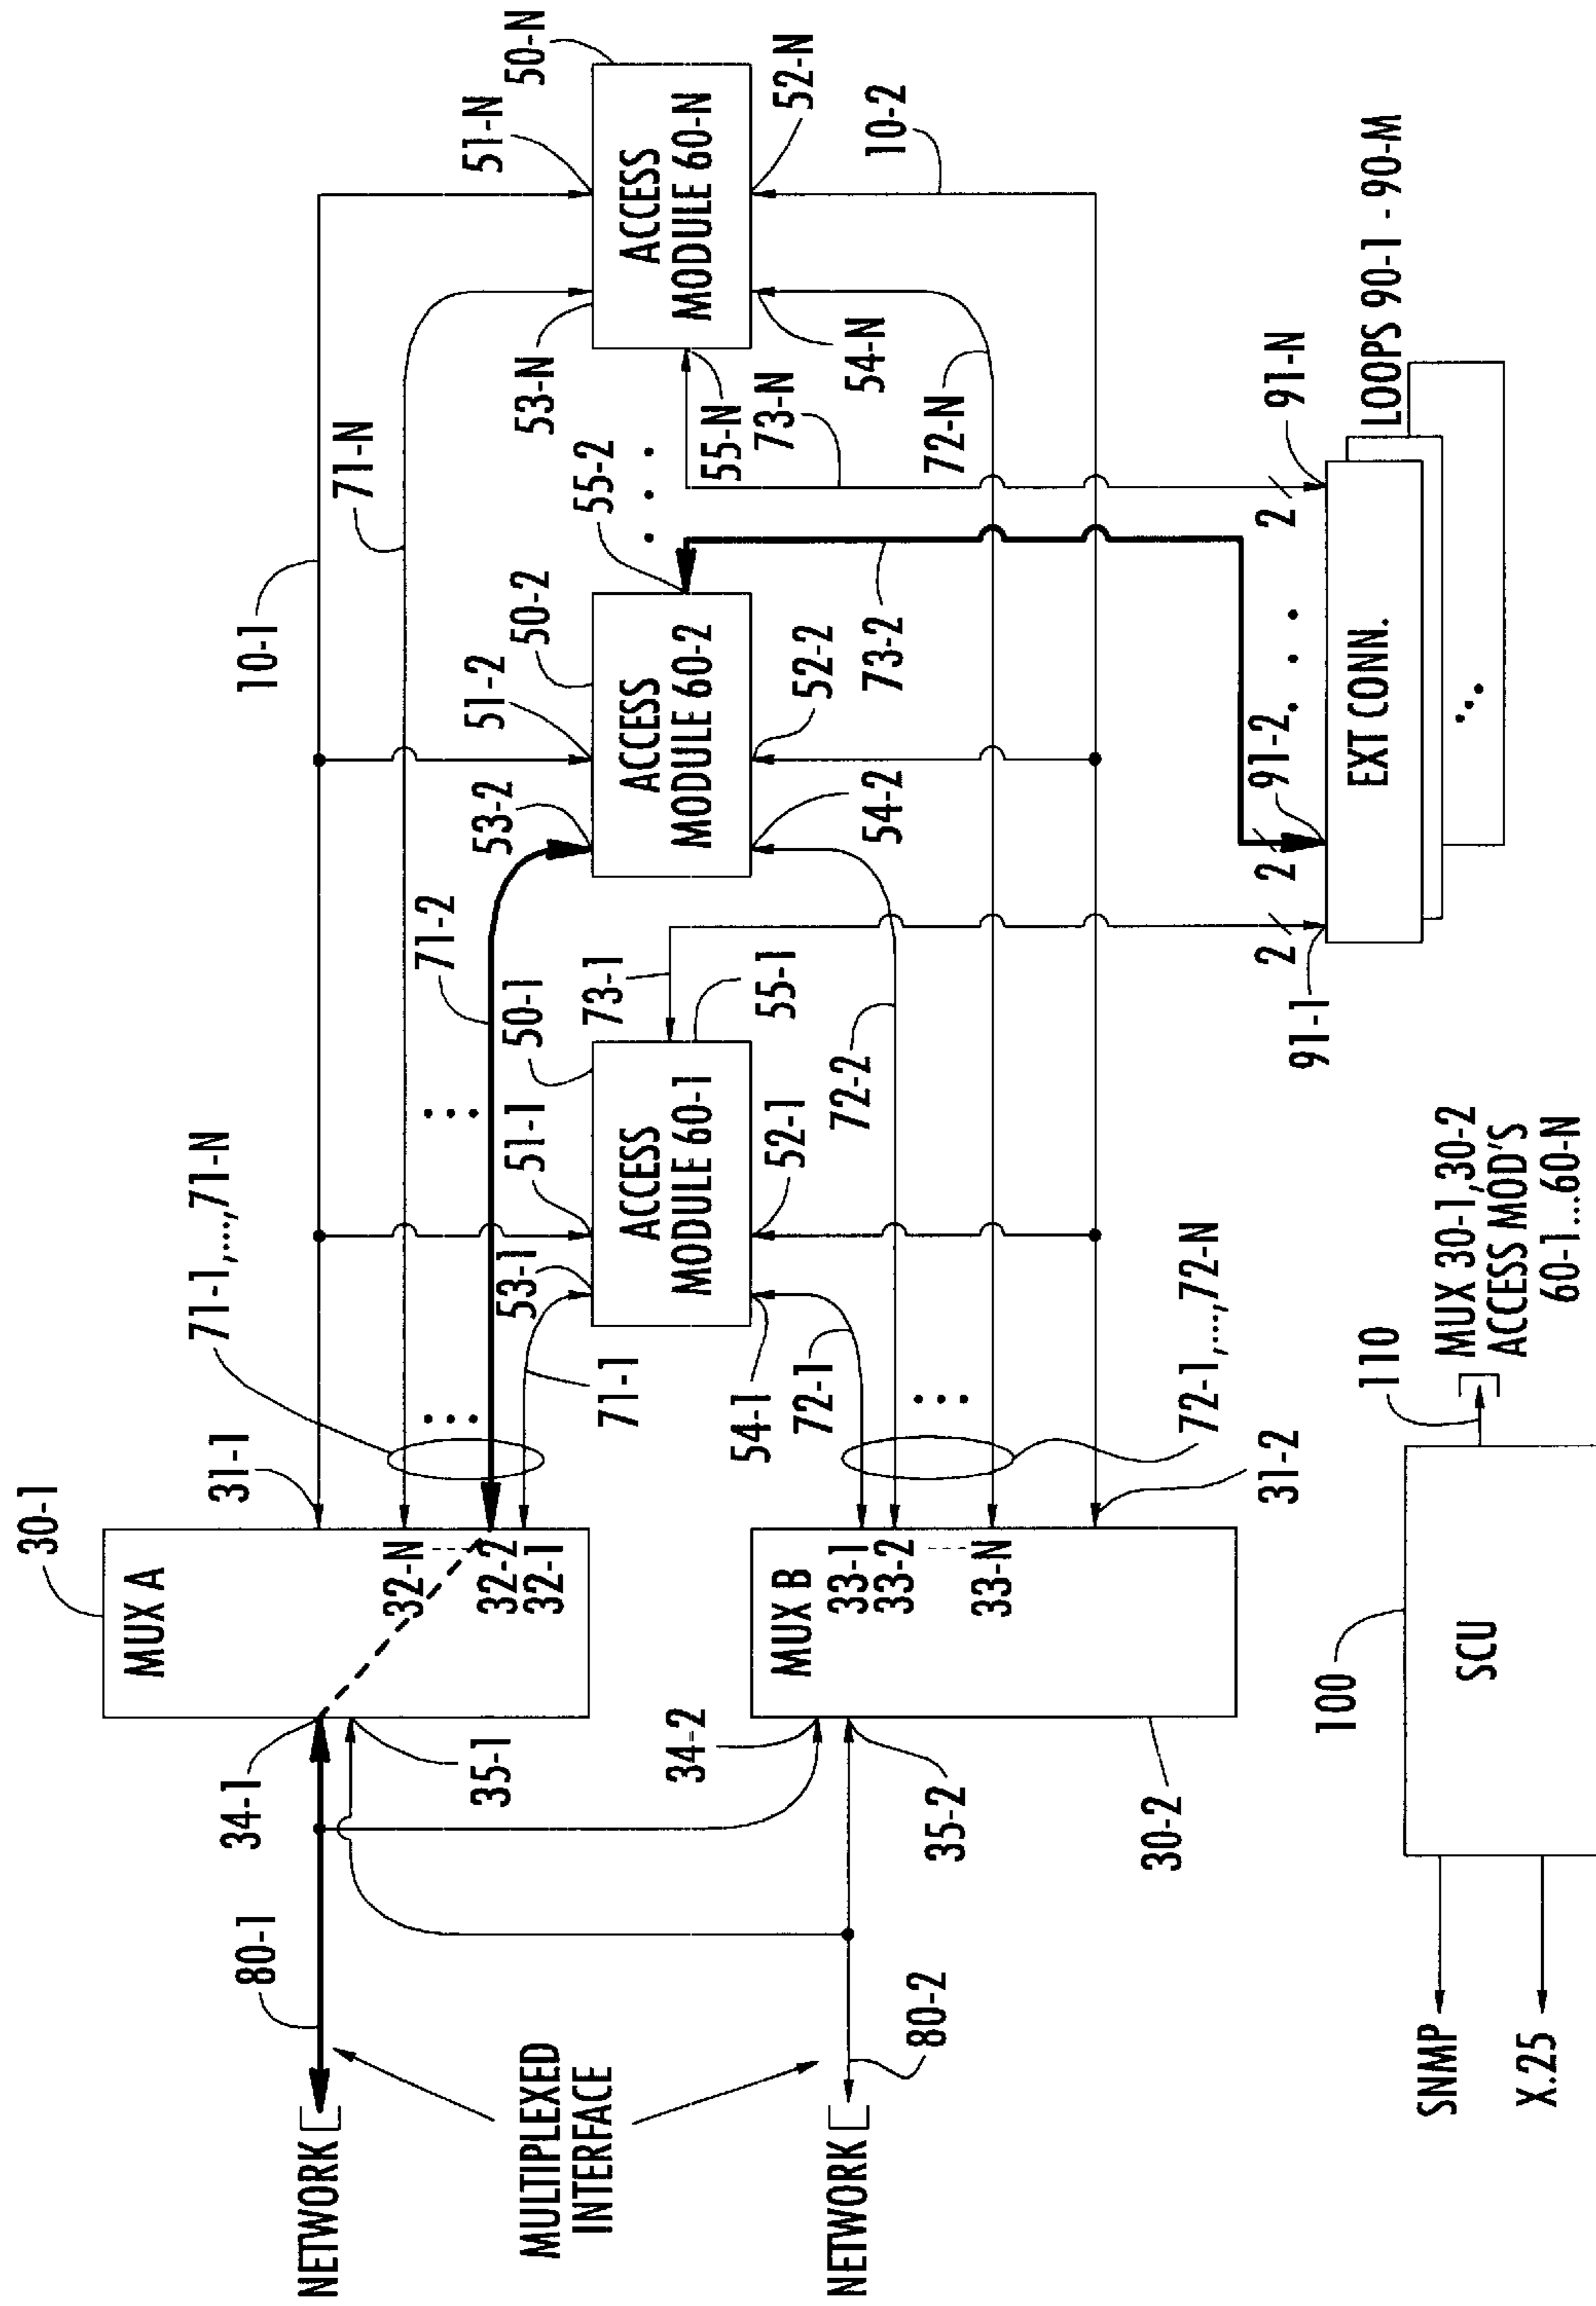 30-1
MUX A
31-1
32-N
32-2
32-1
34-1
35-1
80-1
NETWORK
MULTIPLEXED
INTERFACE
NETWORK
80-2
34-2
35-2
30-2
MUX B
33-1
33-2
33-N
31-2
71-1,...,71-N
72-1,...,72-N
10-1
71-N
71-2
71-1
72-1
72-2
72-N
10-2
50-1
51-1
53-1
ACCESS
MODULE 60-1
54-1
52-1
55-1
73-1
50-2
51-2
53-2
ACCESS
MODULE 60-2
54-2
52-2
55-2
73-2
50-N
51-N
53-N
ACCESS
MODULE 60-N
54-N
52-N
55-N
73-N
2
2
2
91-1
91-2
91-N
EXT CONN.
LOOPS 90-1 - 90-M
100
SCU
SNMP
X.25
110
MUX 30-1,30-2
ACCESS MOD'S
60-1...60-N